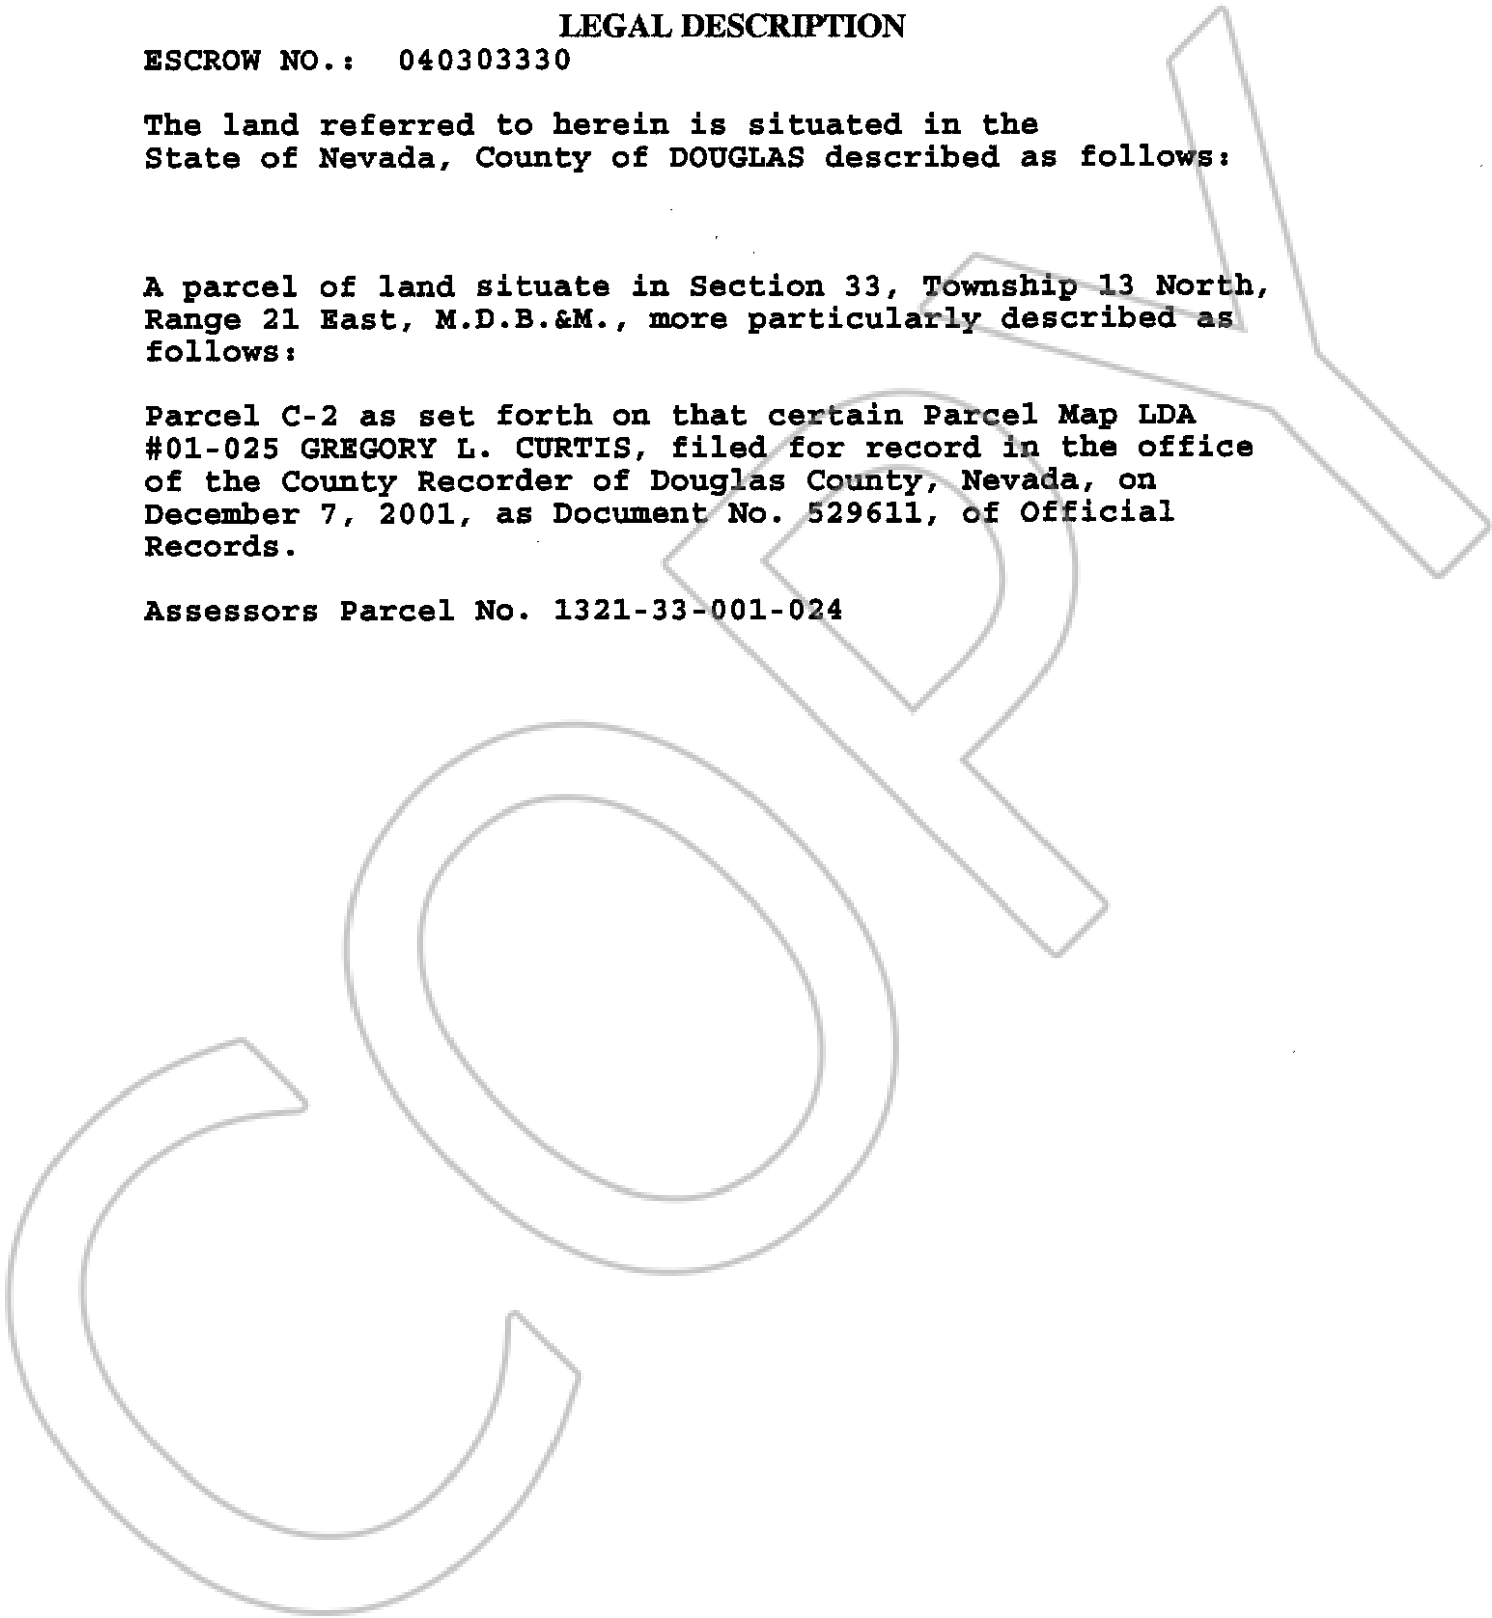 LEGAL DESCRIPTION
ESCROW NO.: 040303330
The land referred to herein is situated in the
State of Nevada, County of DOUGLAS described as follows:
A parcel of land situate in Section 33, Township 13 North,
Range 21 East, M.D.B.&M., more particularly described as
follows:
Parcel C-2 as set forth on that certain Parcel Map LDA
#01-025 GREGORY L. CURTIS, filed for record in the office
of the County Recorder of Douglas County, Nevada, on
December 7, 2001, as Document No. 529611, of Official
Records.
Assessors Parcel No. 1321-33-001-024
COPY